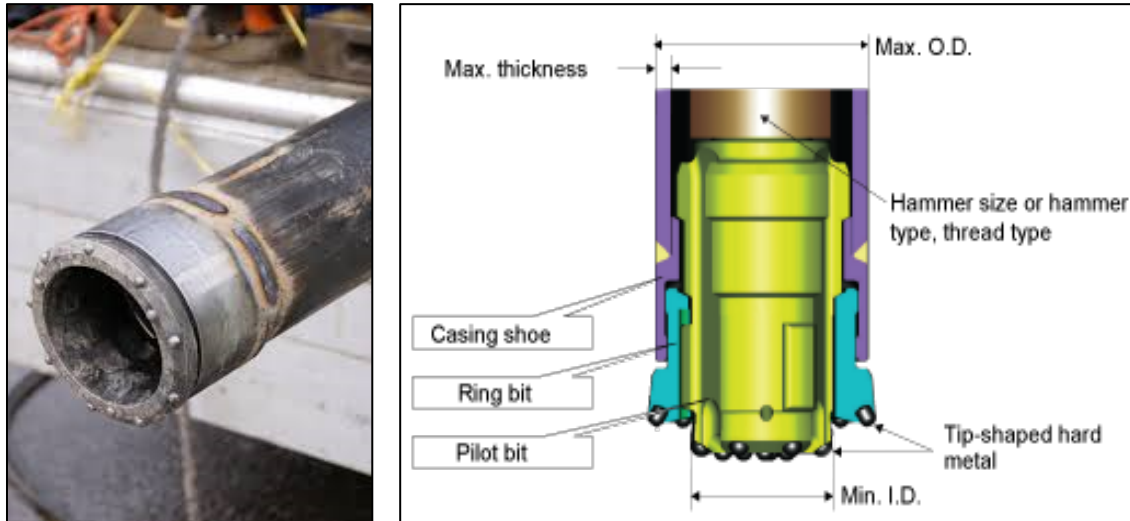 Max. O.D.
Max. thickness
Hammer size or hammer
type, thread type
Casing shoe
Ring bit
Pilot bit
Tip-shaped hard
metal
Min. I.D.